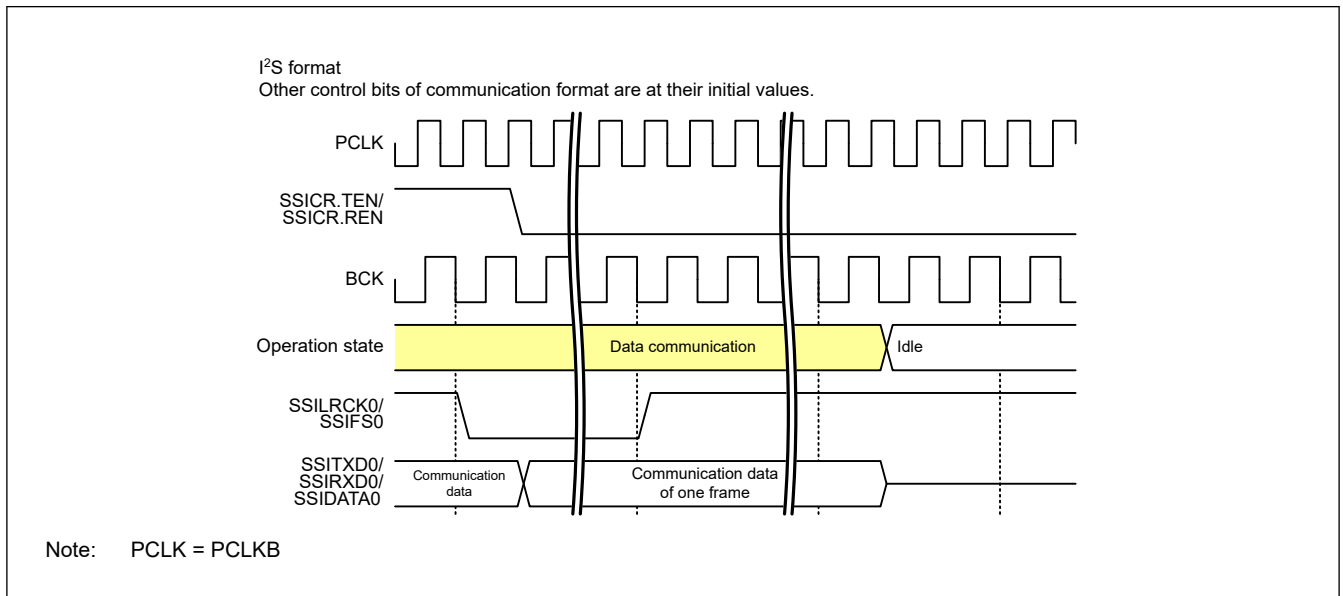 I²S format
Other control bits of communication format are at their initial values.
PCLK
SSICR.TEN/
SSICR.REN
BCK
Operation state
Data communication
Idle
SSILRCK0/
SSIFS0
SSITXD0/
SSIRXD0/
SSIDATA0
Communication
data
Communication data
of one frame
Note: PCLK = PCLKB